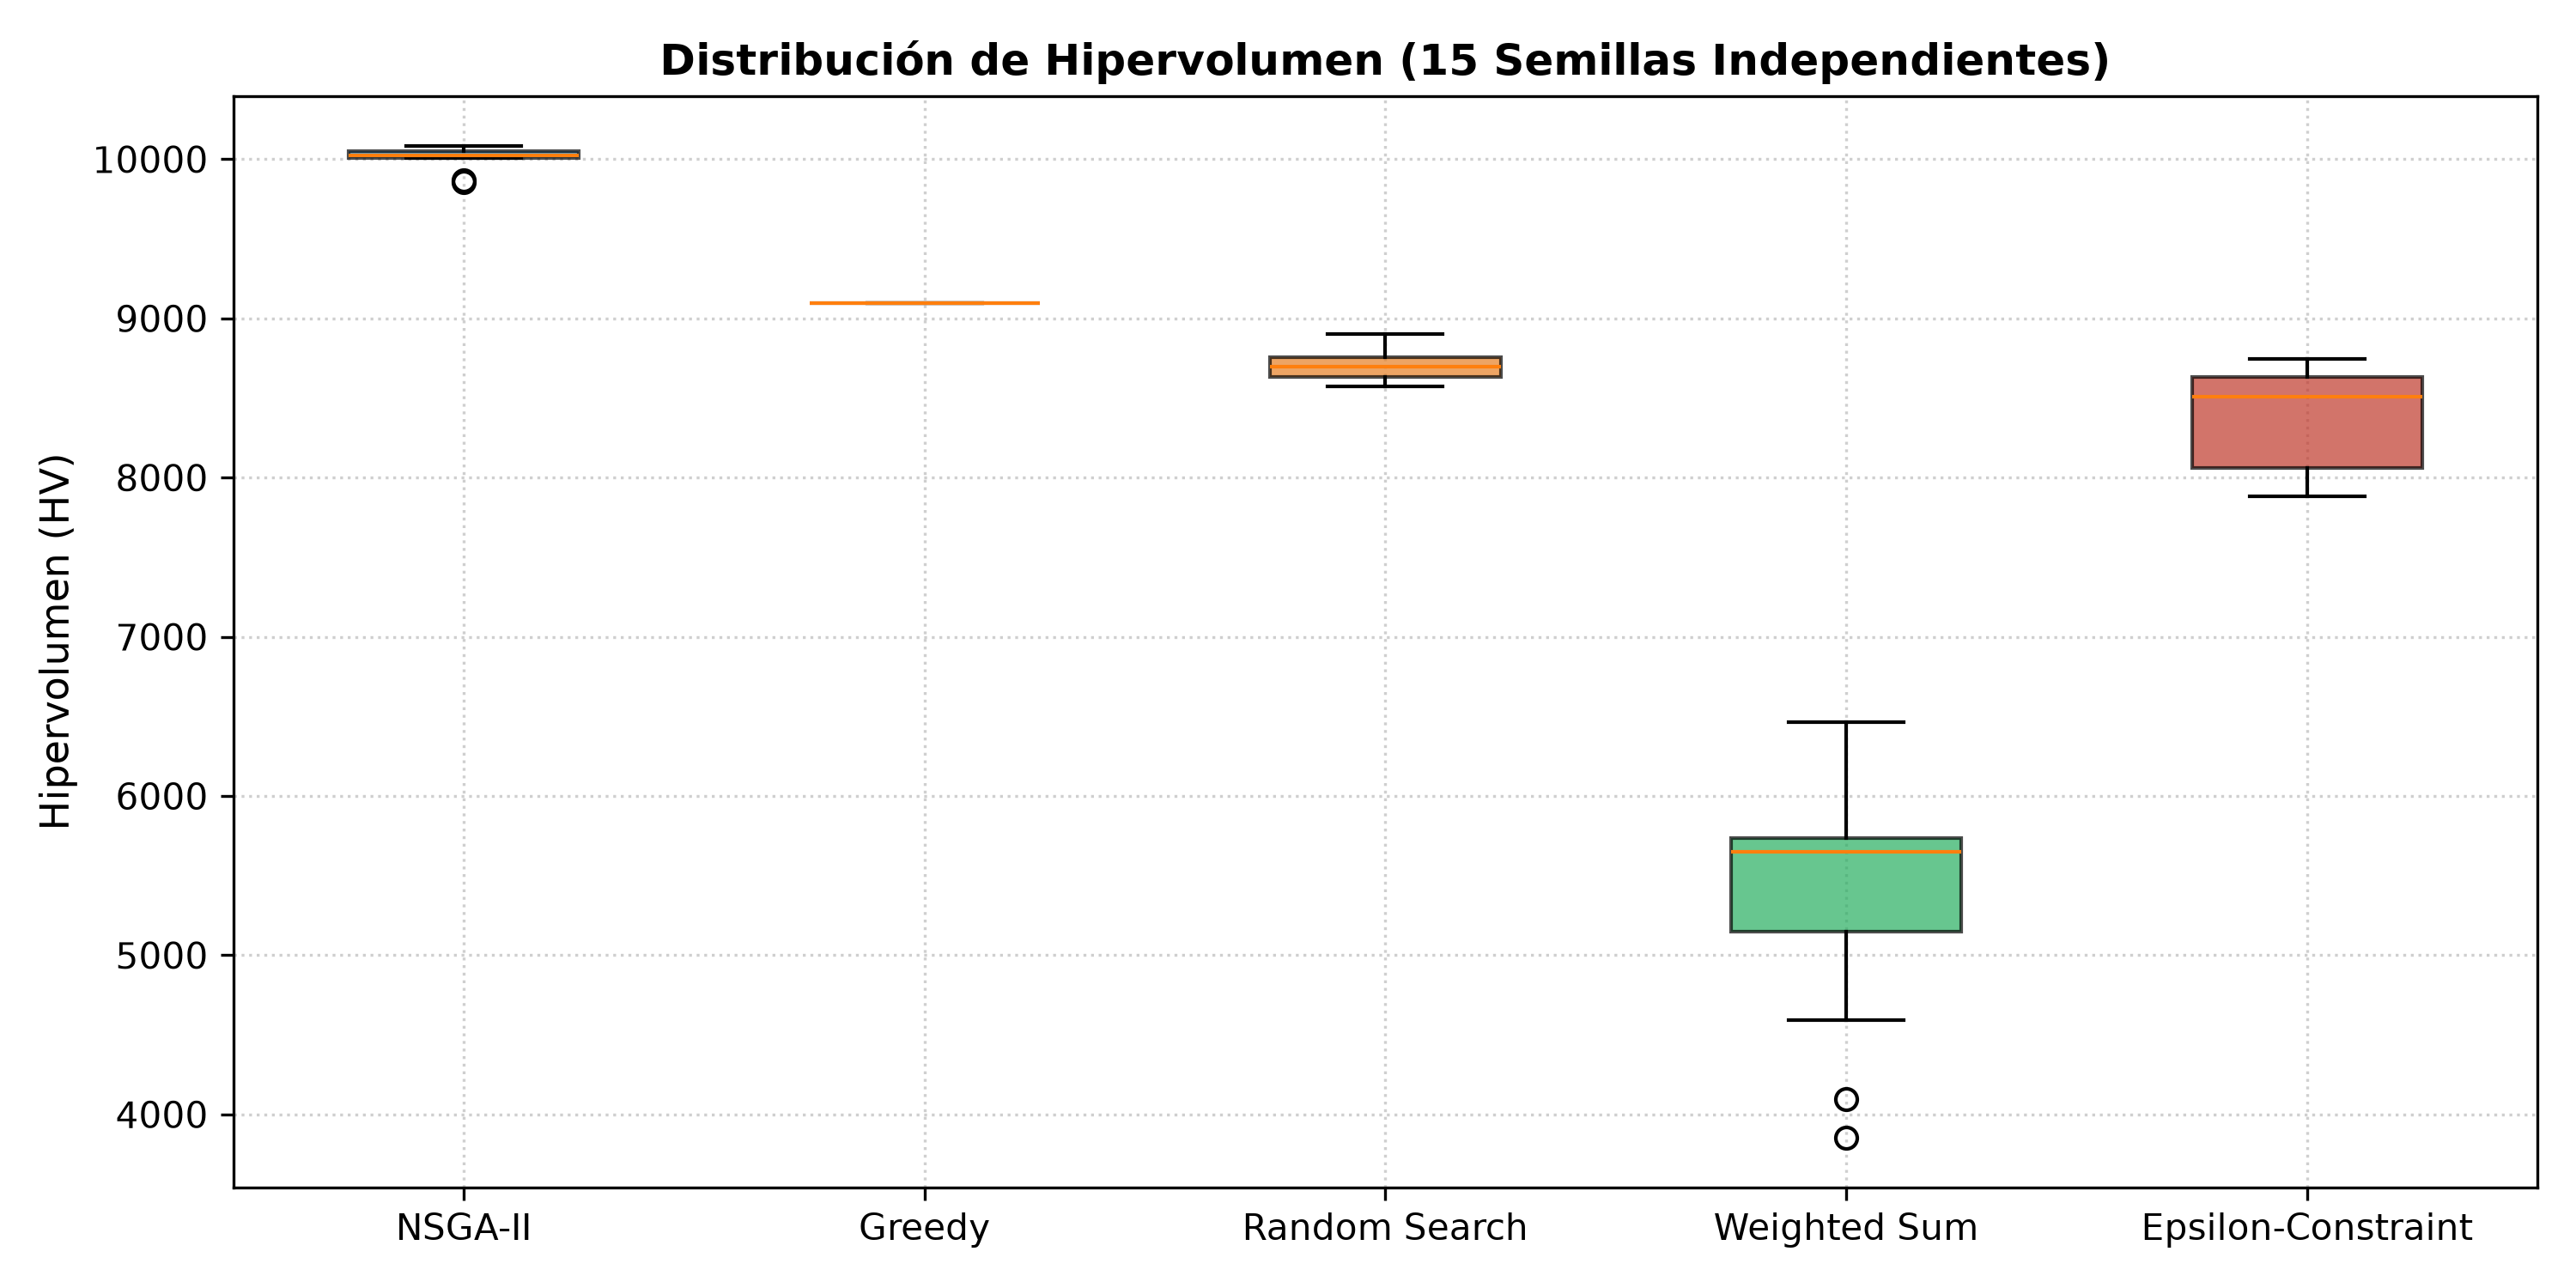 Distribución de Hipervolumen (15 Semillas Independientes)
Hipervolumen (HV)
10000
9000
8000
7000
6000
5000
4000
NSGA-II
Greedy
Random Search
Weighted Sum
Epsilon-Constraint